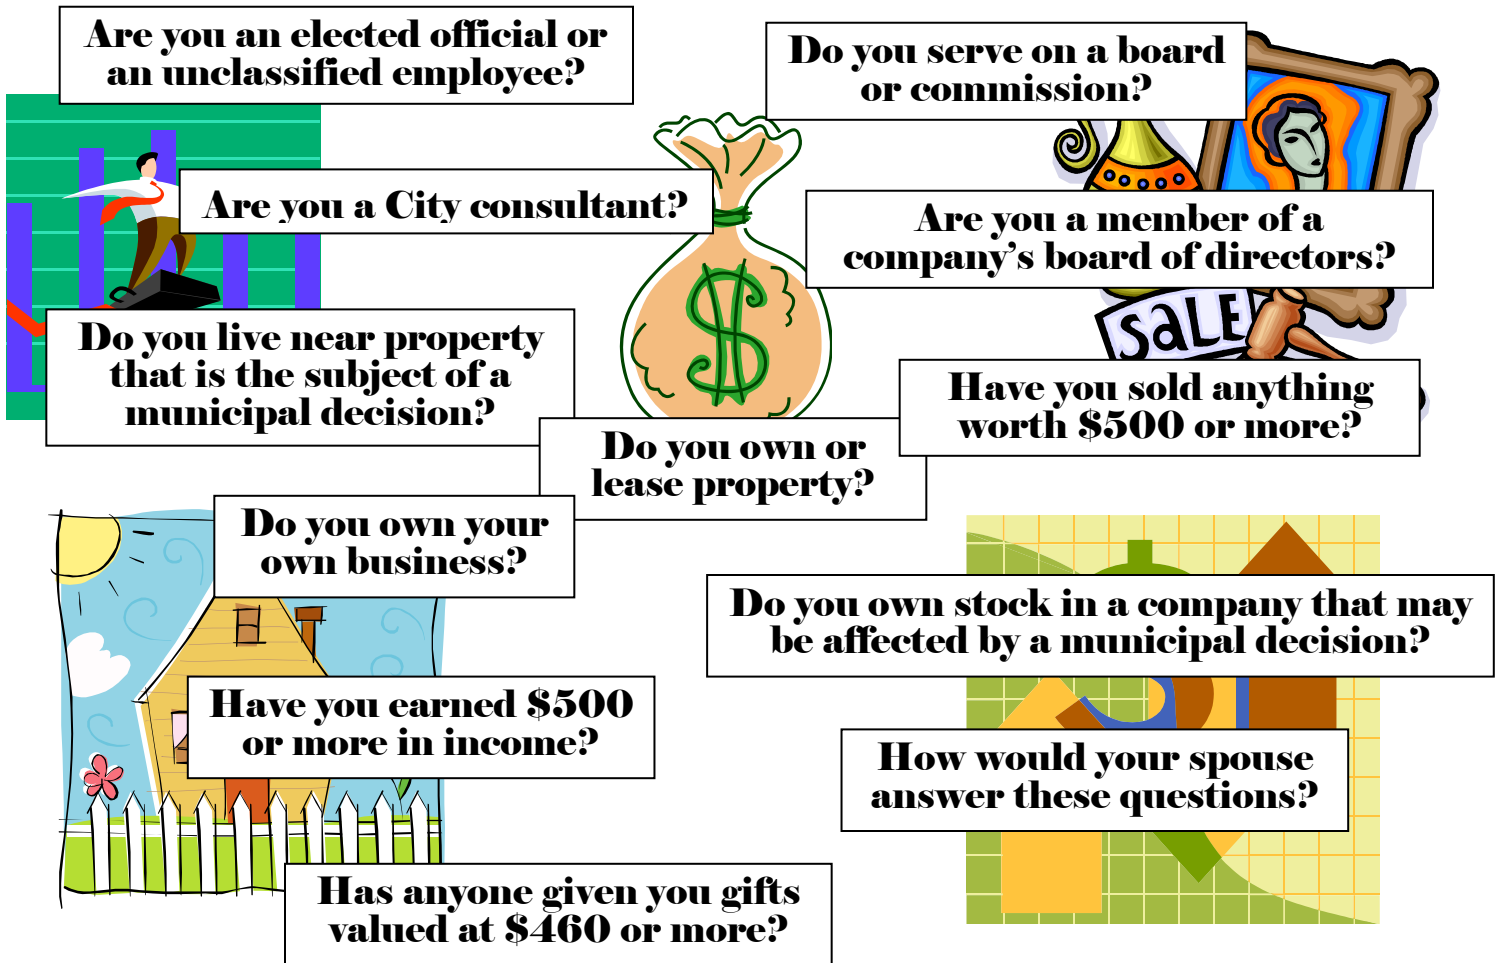 Are you an elected official or
an unclassified employee?
Do you serve on a board
or commission?
Are you a City consultant?
Are you a member of a
company's board of directors?
SaLE
Do you live near property
that is the subject of a
municipal decision?
Have you sold anything
worth $500 or more?
Do you own or
lease property?
Do you own your
own business?
Do you own stock in a company that may
be affected by a municipal decision?
Have you earned $500
or more in income?
How would your spouse
answer these questions?
Has anyone given you gifts
valued at $460 or more?